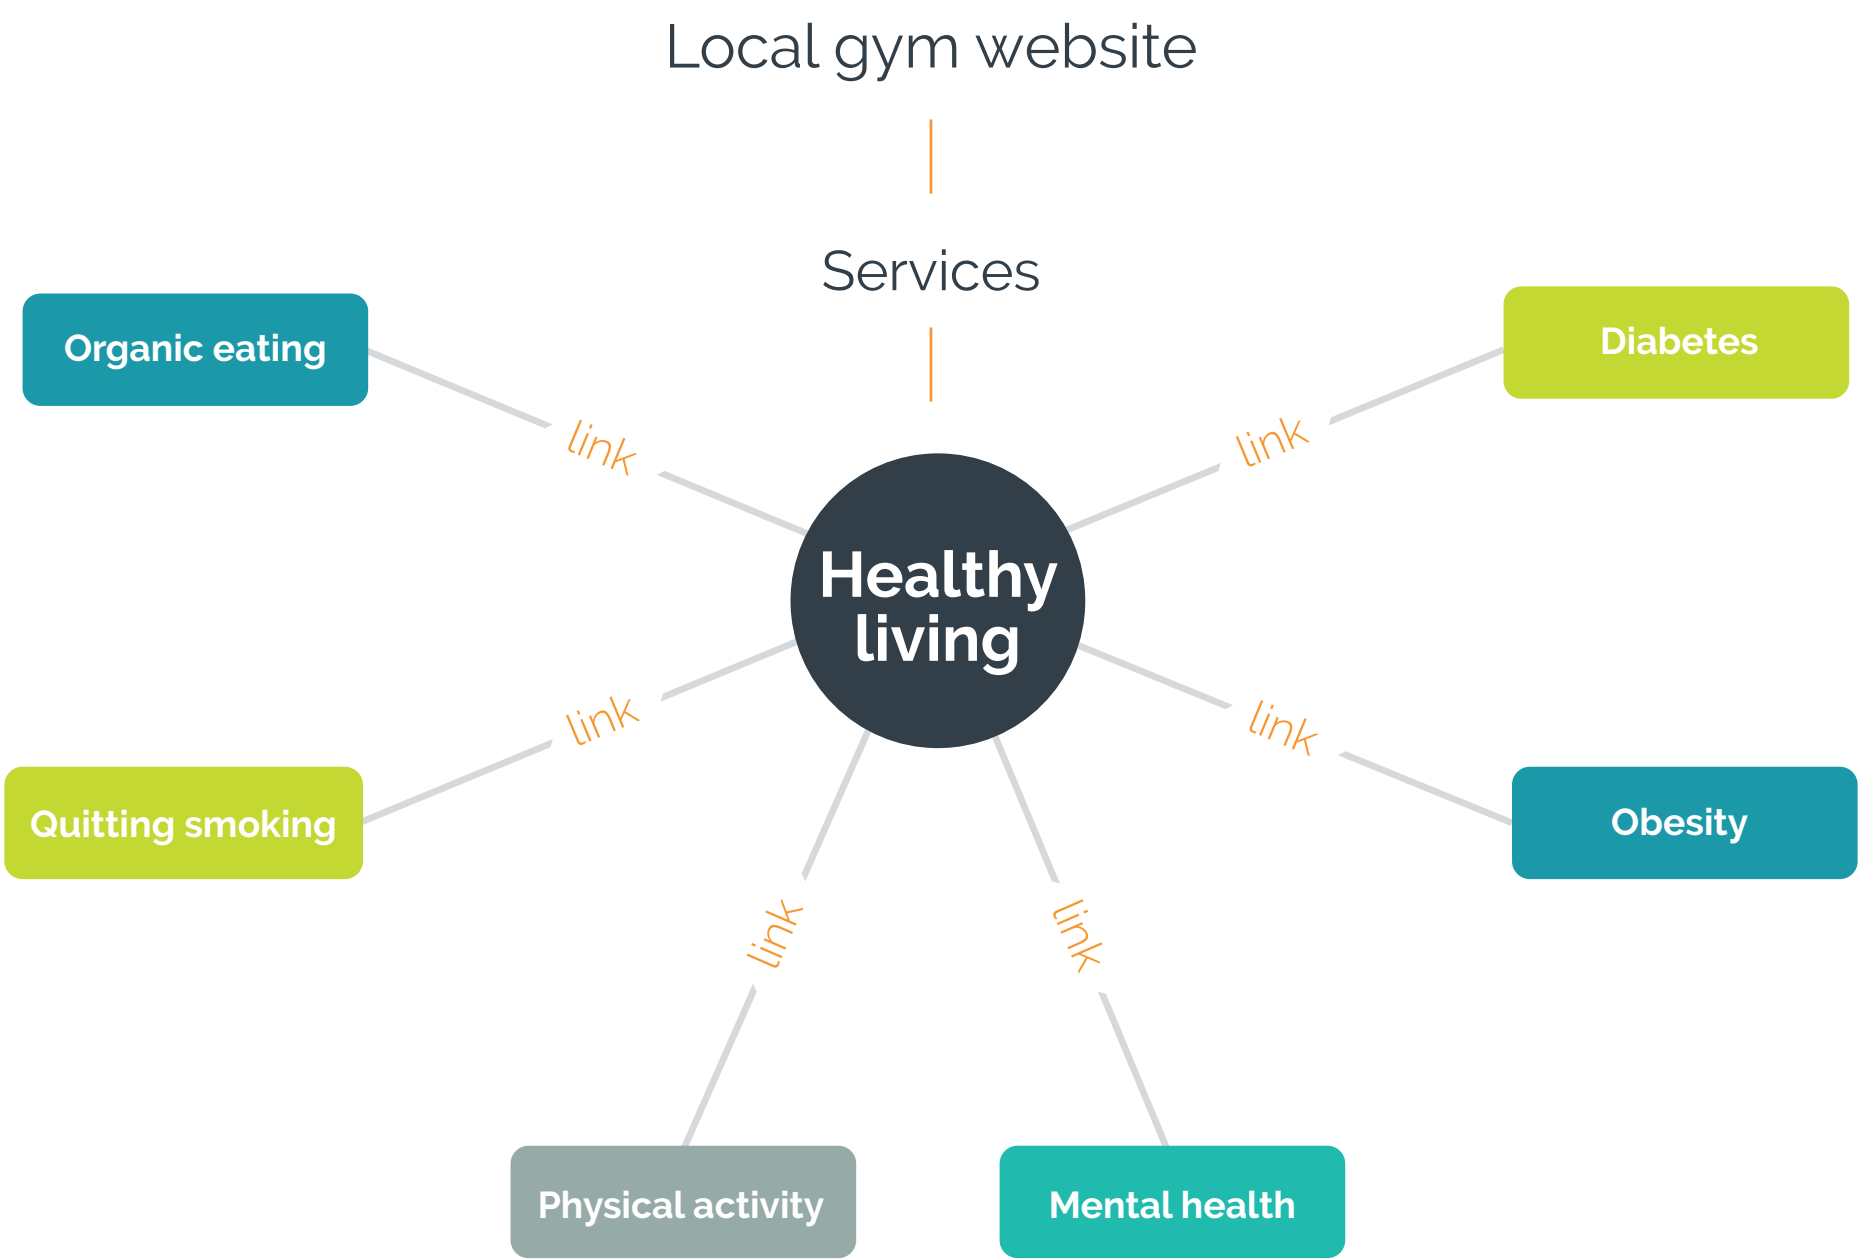 Local gym website
Services
Organic eating
Diabetes
link
link
Healthy
living
link
link
Quitting smoking
Obesity
link
link
Physical activity
Mental health